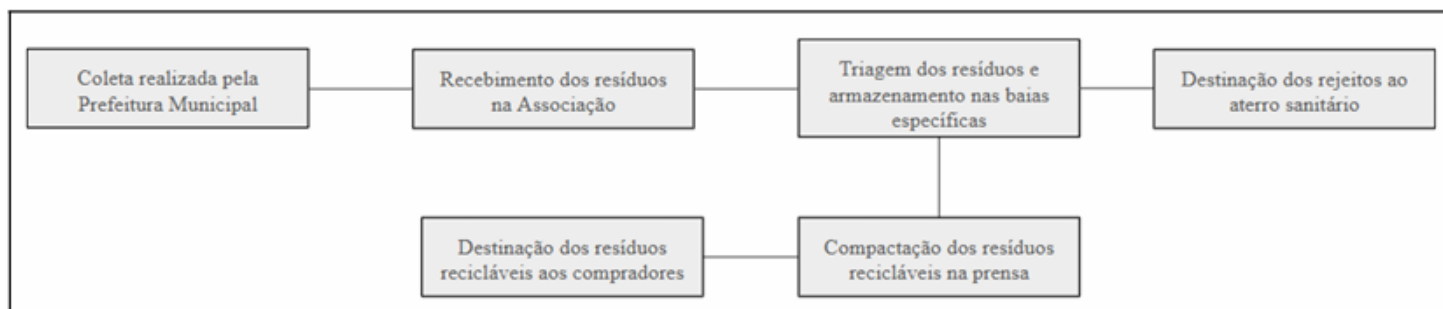 Coleta realizada pela
Prefeitura Municipal
Recebimento dos resíduos
na Associação
Triagem dos resíduos e
armazenamento nas baias
específicas
Destinação dos rejeitos ao
aterro sanitário
Destinação dos resíduos
recicláveis aos compradores
Compactação dos resíduos
recicláveis na prensa